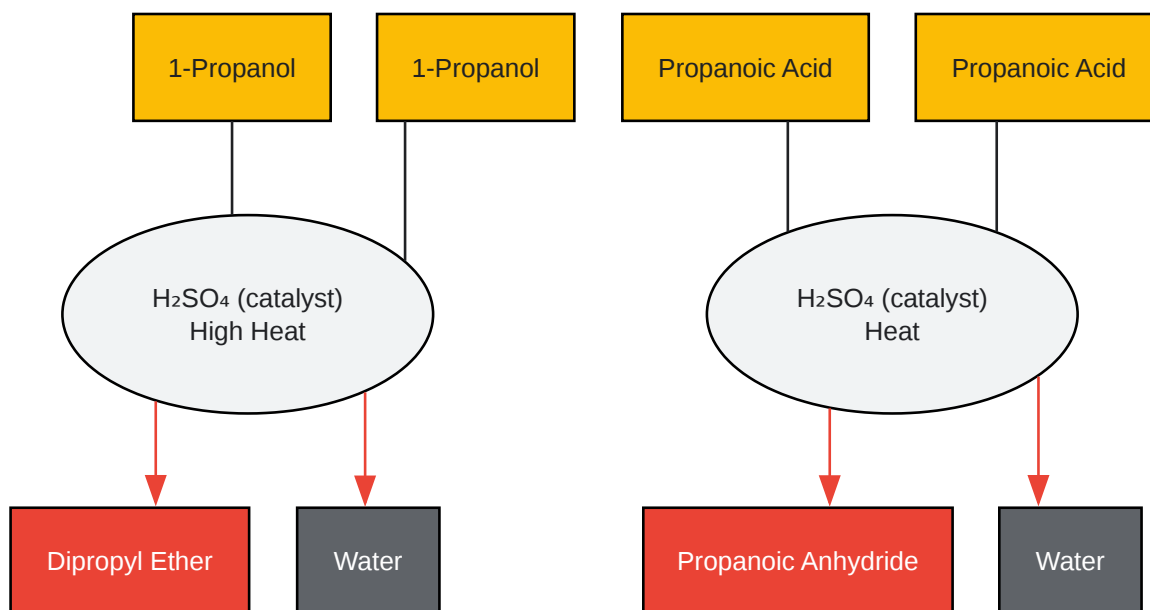 1-Propanol
1-Propanol
Propanoic Acid
Propanoic Acid
H₂SO₄ (catalyst)
High Heat
H₂SO₄ (catalyst)
Heat
Dipropyl Ether
Water
Propanoic Anhydride
Water